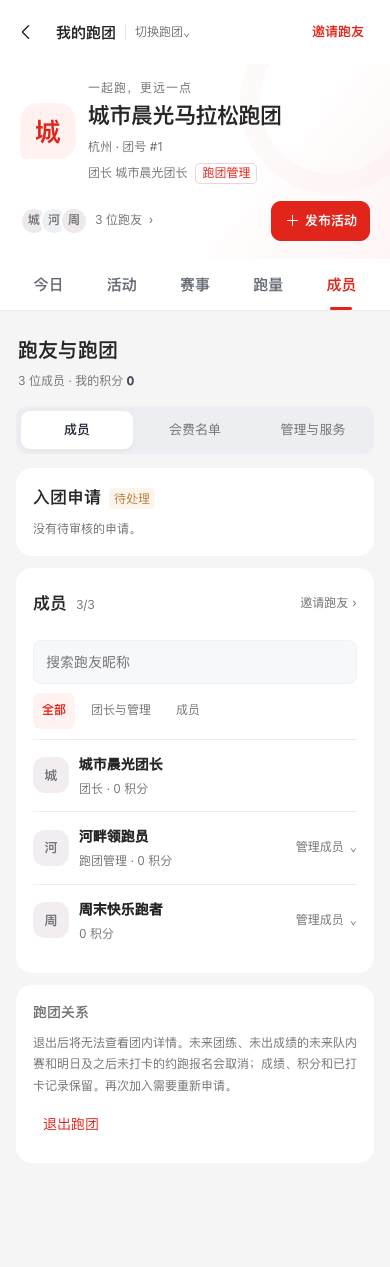 我的跑团 切换跑团 邀请跑友
一起跑，更远一点
城 城市晨光马拉松跑团
杭州 · 团号 #1
团长 城市晨光团长 跑团管理
城 河 周 3 位跑友 › ＋ 发布活动
今日 活动 赛事 跑量 成员
跑友与跑团
3 位成员 · 我的积分 0
成员 会费名单 管理与服务
入团申请 待处理
没有待审核的申请。
成员 3/3 邀请跑友 ›
搜索跑友昵称
全部 团长与管理 成员
城 城市晨光团长
团长 · 0 积分
河 河畔领跑员
跑团管理 · 0 积分 管理成员
周 周末快乐跑者
0 积分 管理成员
跑团关系
退出后将无法查看团内详情。未来团练、未出成绩的未来队内
赛和明日及之后未打卡的约跑报名会取消；成绩、积分和已打
卡记录保留。再次加入需要重新申请。
退出跑团